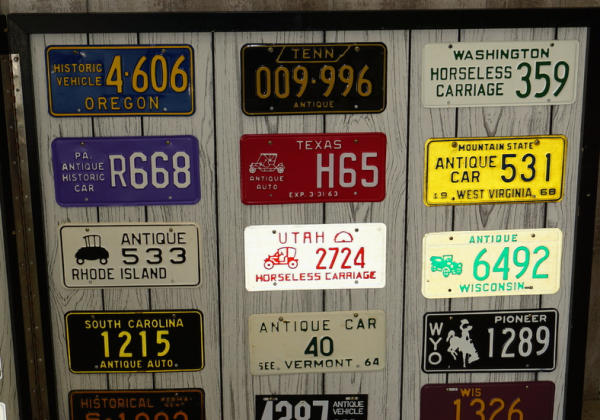 HISTORIC VEHICLE 4·606
OREGON
TENN
009·996
ANTIQUE
WASHINGTON
HORSELESS CARRIAGE 359
PA. ANTIQUE HISTORIC CAR R668
TEXAS
H65
ANTIQUE AUTO
EXP. 3-31-63
MOUNTAIN STATE
ANTIQUE CAR 531
19 WEST VIRGINIA 68
ANTIQUE
533
RHODE ISLAND
UTAH
2724
HORSELESS CARRIAGE
ANTIQUE
6492
WISCONSIN
SOUTH CAROLINA
1215
ANTIQUE AUTO
ANTIQUE CAR
40
SEE VERMONT 64
WYO PIONEER
1289
HISTORICAL
4287 ANTIQUE VEHICLE
WIS
1326